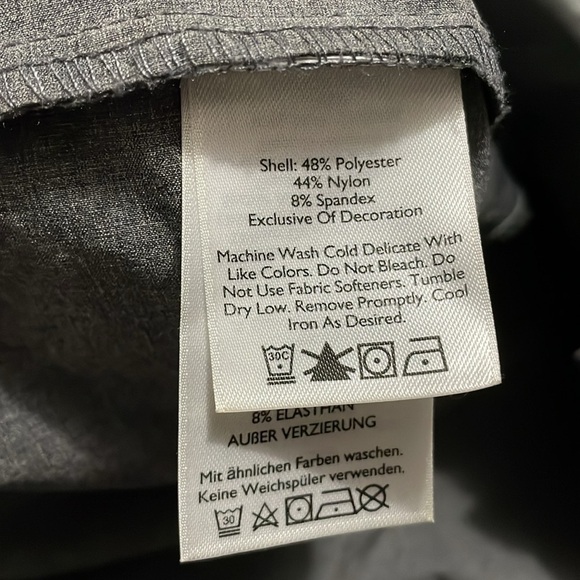 Shell: 48% Polyester
44% Nylon
8% Spandex
Exclusive Of Decoration
Machine Wash Cold Delicate With
Like Colors. Do Not Bleach. Do
Not Use Fabric Softeners. Tumble
Dry Low. Remove Promptly. Cool
Iron As Desired.
30C
8% ELASTHAN
AUßER VERZIERUNG
Mit ähnlichen Farben waschen.
Keine Weichspüler verwenden.
30